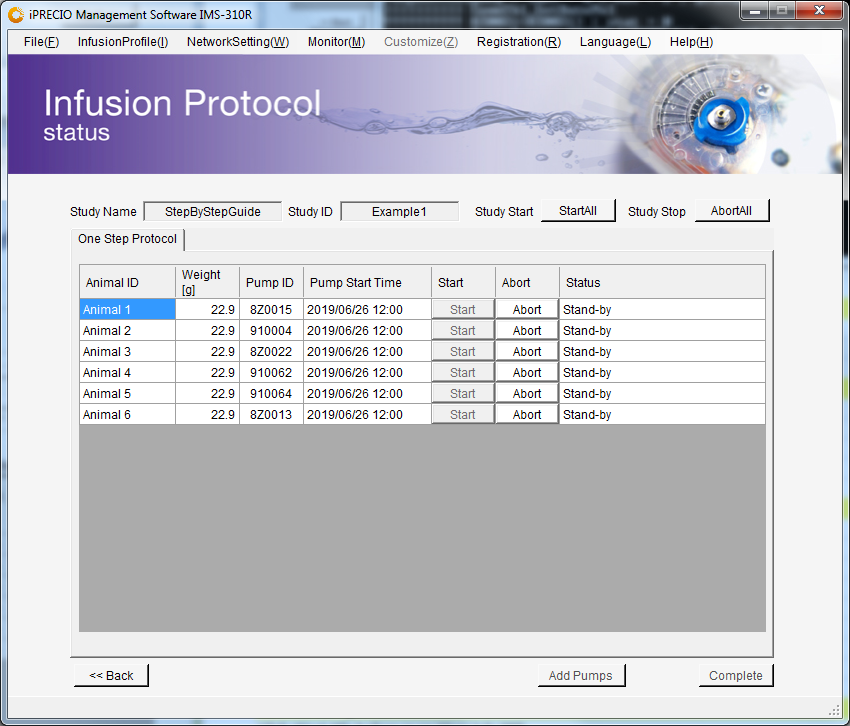 iPRECIO Management Software IMS-310R
File(F) InfusionProfile(I) NetworkSetting(W) Monitor(M) Customize(Z) Registration(R) Language(L) Help(H)
Infusion Protocol
status
Study Name StepByStepGuide Study ID Example1 Study Start StartAll Study Stop AbortAll
One Step Protocol
Animal ID Weight [g] Pump ID Pump Start Time Start Abort Status
Animal 1 22.9 8Z0015 2019/06/26 12:00 Start Abort Stand-by
Animal 2 22.9 910004 2019/06/26 12:00 Start Abort Stand-by
Animal 3 22.9 8Z0022 2019/06/26 12:00 Start Abort Stand-by
Animal 4 22.9 910062 2019/06/26 12:00 Start Abort Stand-by
Animal 5 22.9 910064 2019/06/26 12:00 Start Abort Stand-by
Animal 6 22.9 8Z0013 2019/06/26 12:00 Start Abort Stand-by
<< Back Add Pumps Complete